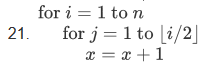 for i = 1 to n
21. for j = 1 to ⌊i/2⌋
x = x + 1